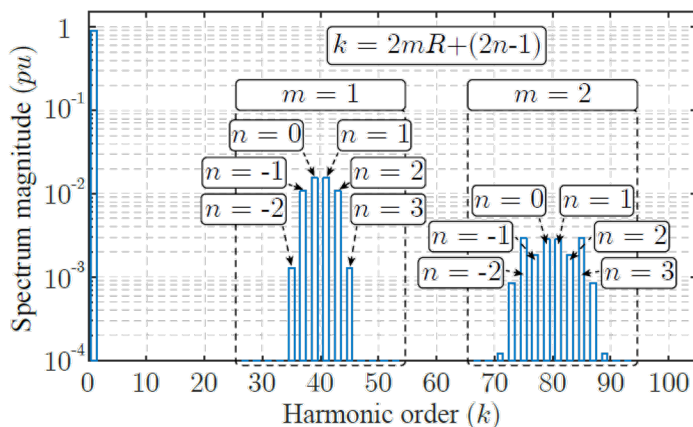 k = 2mR+(2n-1)
m = 1
m = 2
n = 0
n = 1
n = -1
n = 2
n = -2
n = 3
n = 0
n = 1
n = -1
n = 2
n = -2
n = 3
Spectrum magnitude (pu)
1
10⁻¹
10⁻²
10⁻³
10⁻⁴
0 10 20 30 40 50 60 70 80 90 100
Harmonic order (k)